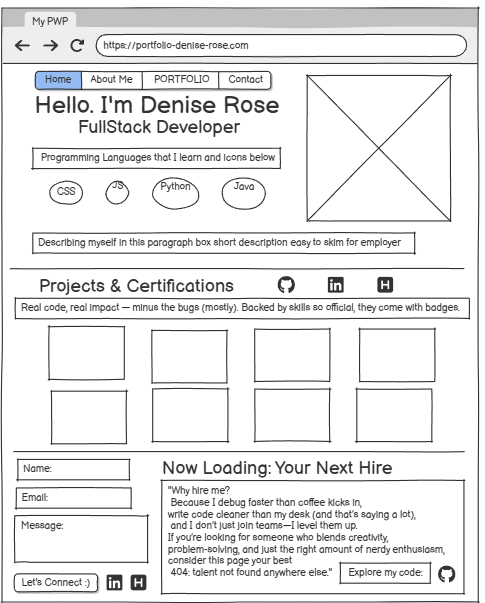 My PWP
https://portfolio-denise-rose.com
Home About Me PORTFOLIO Contact
Hello. I'm Denise Rose
FullStack Developer
Programming Languages that I learn and icons below
CSS JS Python Java
Describing myself in this paragraph box short description easy to skim for employer
Projects & Certifications
in H
Real code, real impact — minus the bugs (mostly). Backed by skills so official, they come with badges.
Name:
Email:
Message:
Let's Connect :)
in H
Now Loading: Your Next Hire
"Why hire me?
Because I debug faster than coffee kicks in,
write code cleaner than my desk (and that's saying a lot),
and I don't just join teams—I level them up.
If you're looking for someone who blends creativity,
problem-solving, and just the right amount of nerdy enthusiasm,
consider this page your best
404: talent not found anywhere else."
Explore my code: